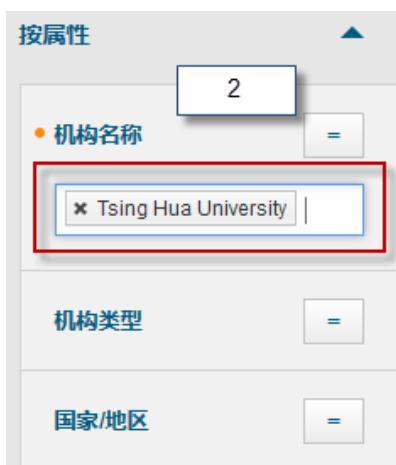 按属性
2
机构名称 =
× Tsing Hua University
机构类型 =
国家/地区 =